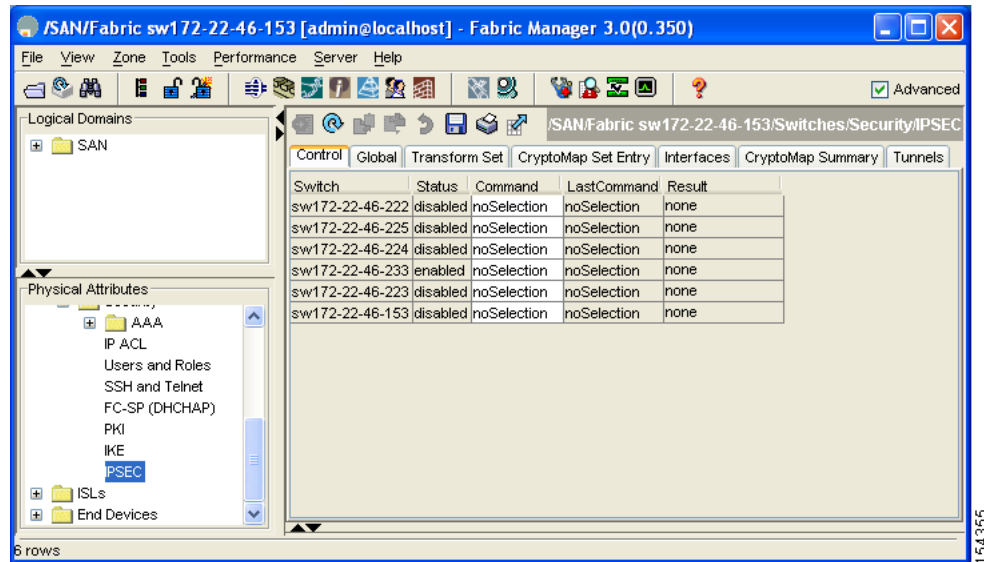 /SAN/Fabric sw172-22-46-153 [admin@localhost] - Fabric Manager 3.0(0.350)
File View Zone Tools Performance Server Help
Advanced
Logical Domains
SAN
/SAN/Fabric sw172-22-46-153/Switches/Security/IPSEC
Control Global Transform Set CryptoMap Set Entry Interfaces CryptoMap Summary Tunnels
Switch Status Command LastCommand Result
sw172-22-46-222 disabled noSelection noSelection none
sw172-22-46-225 disabled noSelection noSelection none
sw172-22-46-224 disabled noSelection noSelection none
sw172-22-46-233 enabled noSelection noSelection none
sw172-22-46-223 disabled noSelection noSelection none
sw172-22-46-153 disabled noSelection noSelection none
Physical Attributes
AAA
IP ACL
Users and Roles
SSH and Telnet
FC-SP (DHCHAP)
PKI
IKE
IPSEC
ISLs
End Devices
6 rows
154355